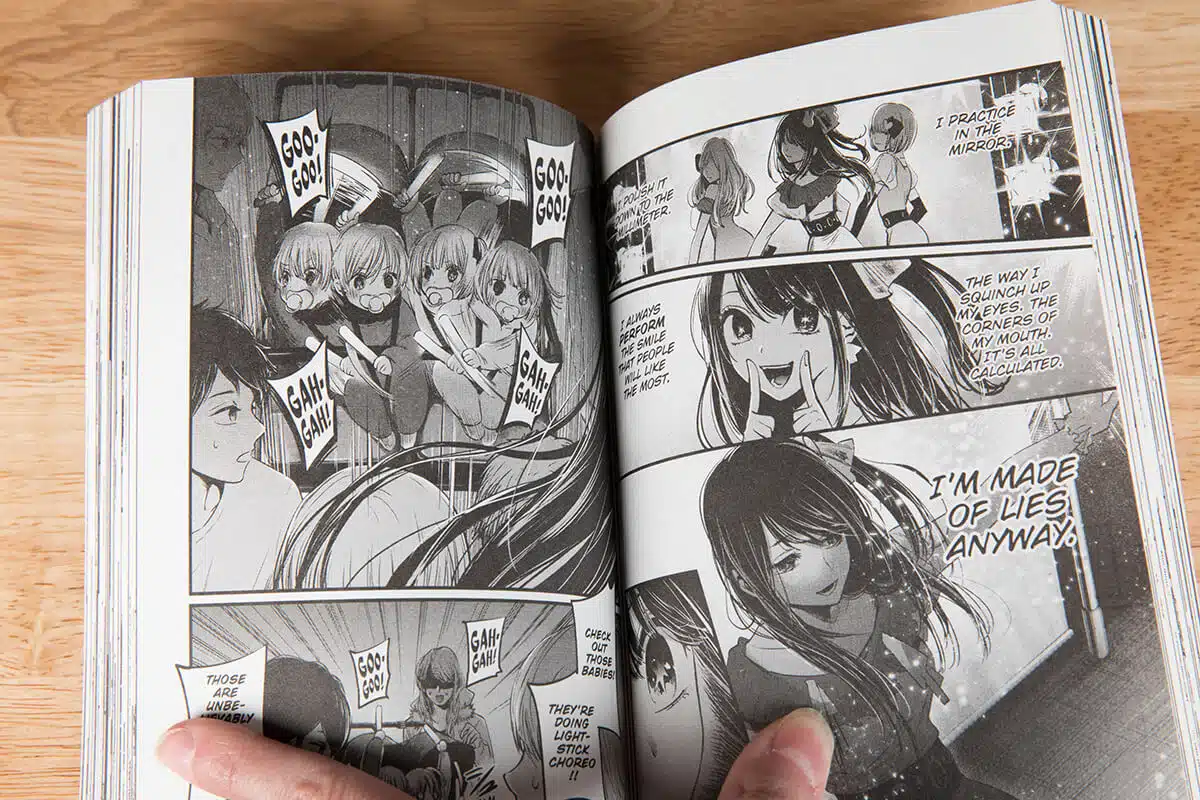 I PRACTICE
IN THE
MIRROR.
I POLISH IT
DOWN TO THE
MILLIMETER.
THE WAY I
SQUINCH UP
MY EYES. THE
CORNERS OF
MY MOUTH.
IT'S ALL
CALCULATED.
I ALWAYS
PERFORM
THE SMILE
THAT PEOPLE
WILL LIKE
THE MOST.
I'M MADE
OF LIES
ANYWAY.
GOO-
GOO!
GOO-
GOO!
GAH-
GAH!
GAH-
GAH!
CHECK
OUT
THOSE
BABIES!
THEY'RE
DOING
LIGHT-
STICK
CHOREO
!!
GAH-
GAH!
GOO-
GOO!
THOSE
ARE
UNBE-
LIEVABLY